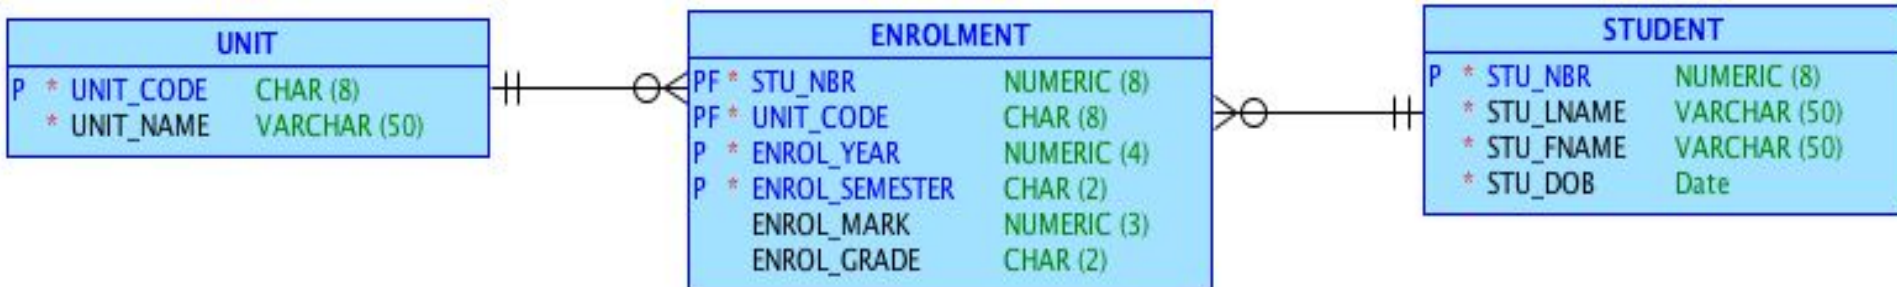 UNIT
P * UNIT_CODE CHAR (8)
* UNIT_NAME VARCHAR (50)
ENROLMENT
PF * STU_NBR NUMERIC (8)
PF * UNIT_CODE CHAR (8)
P * ENROL_YEAR NUMERIC (4)
P * ENROL_SEMESTER CHAR (2)
ENROL_MARK NUMERIC (3)
ENROL_GRADE CHAR (2)
STUDENT
P * STU_NBR NUMERIC (8)
* STU_LNAME VARCHAR (50)
* STU_FNAME VARCHAR (50)
* STU_DOB Date